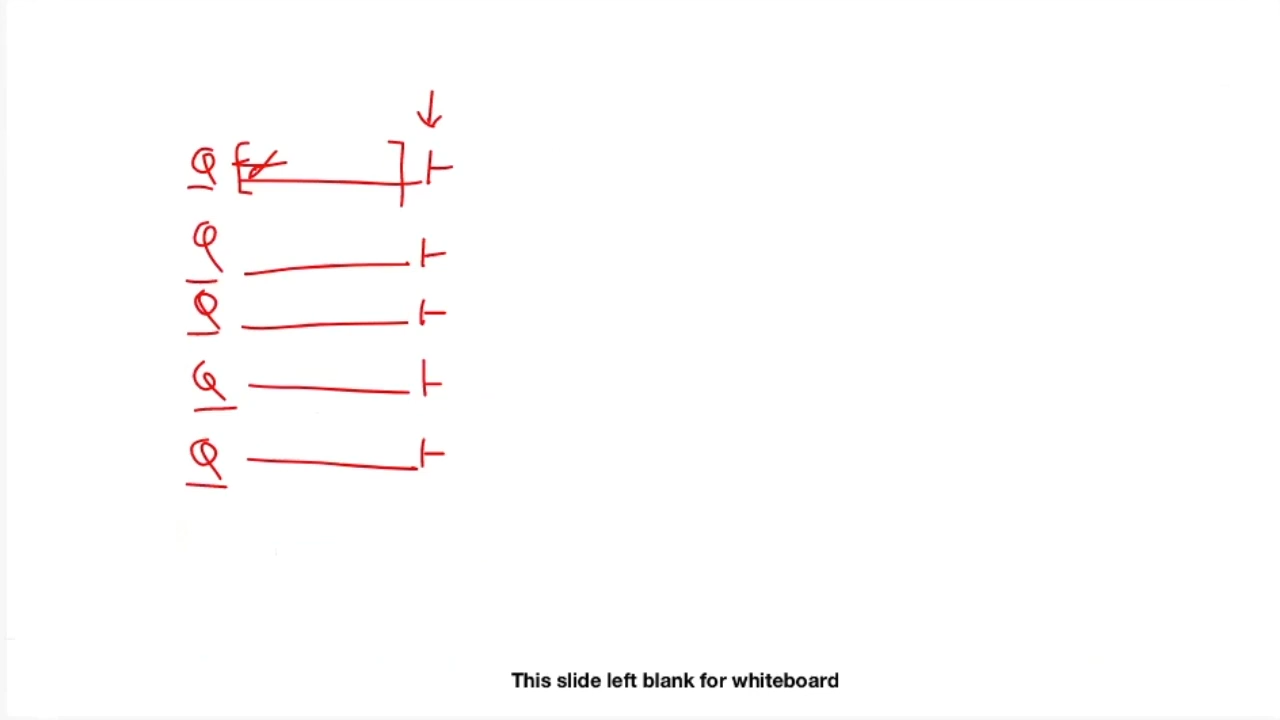 Q [ ] ⊢
Q ⊢
Q ⊢
Q ⊢
Q ⊢
This slide left blank for whiteboard